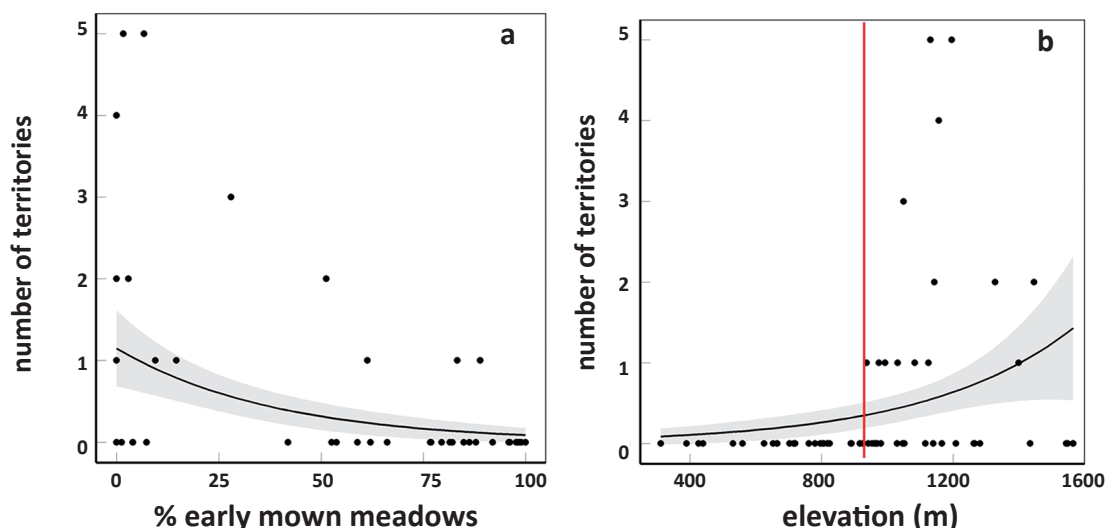 a
number of territories
5
4
3
2
1
0
0 25 50 75 100
% early mown meadows
b
number of territories
5
4
3
2
1
0
400 800 1200 1600
elevation (m)